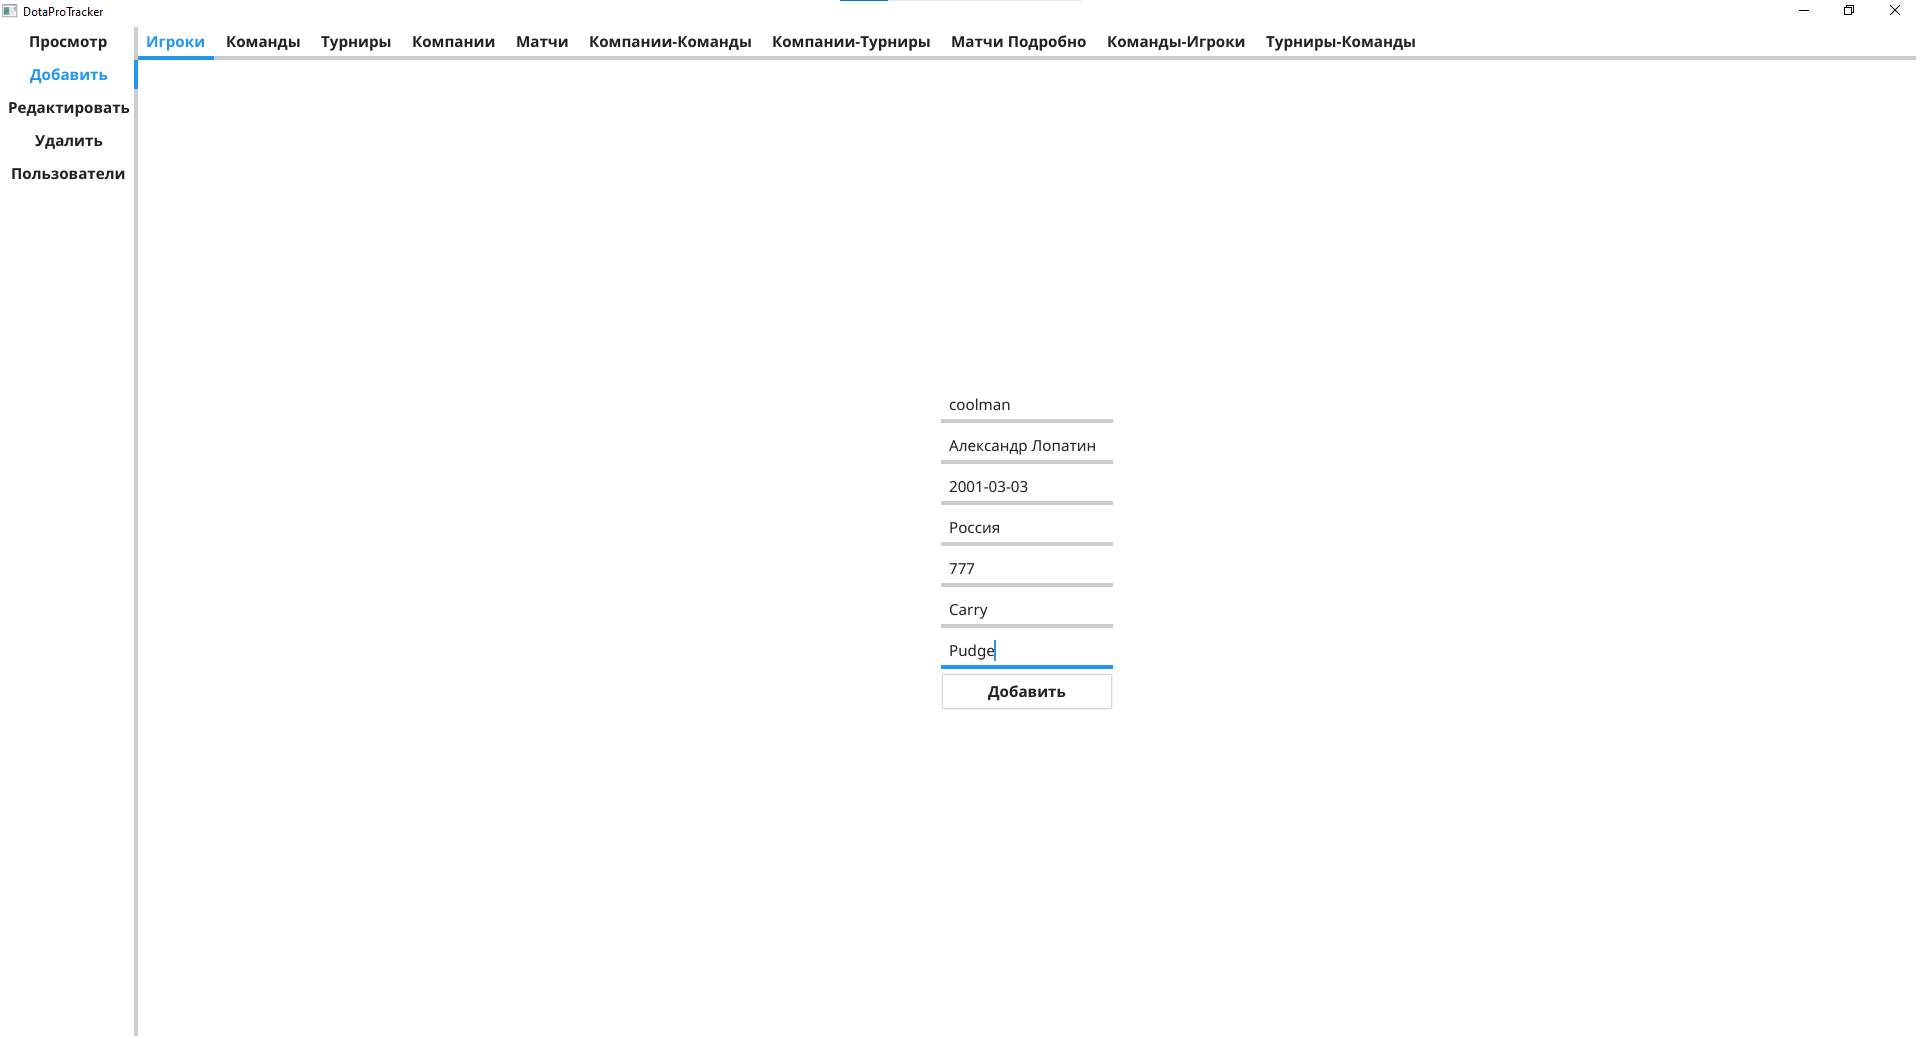 DotaProTracker
Просмотр
Добавить
Редактировать
Удалить
Пользователи
Игроки Команды Турниры Компании Матчи Компании-Команды Компании-Турниры Матчи Подробно Команды-Игроки Турниры-Команды
coolman
Александр Лопатин
2001-03-03
Россия
777
Carry
Pudge
Добавить